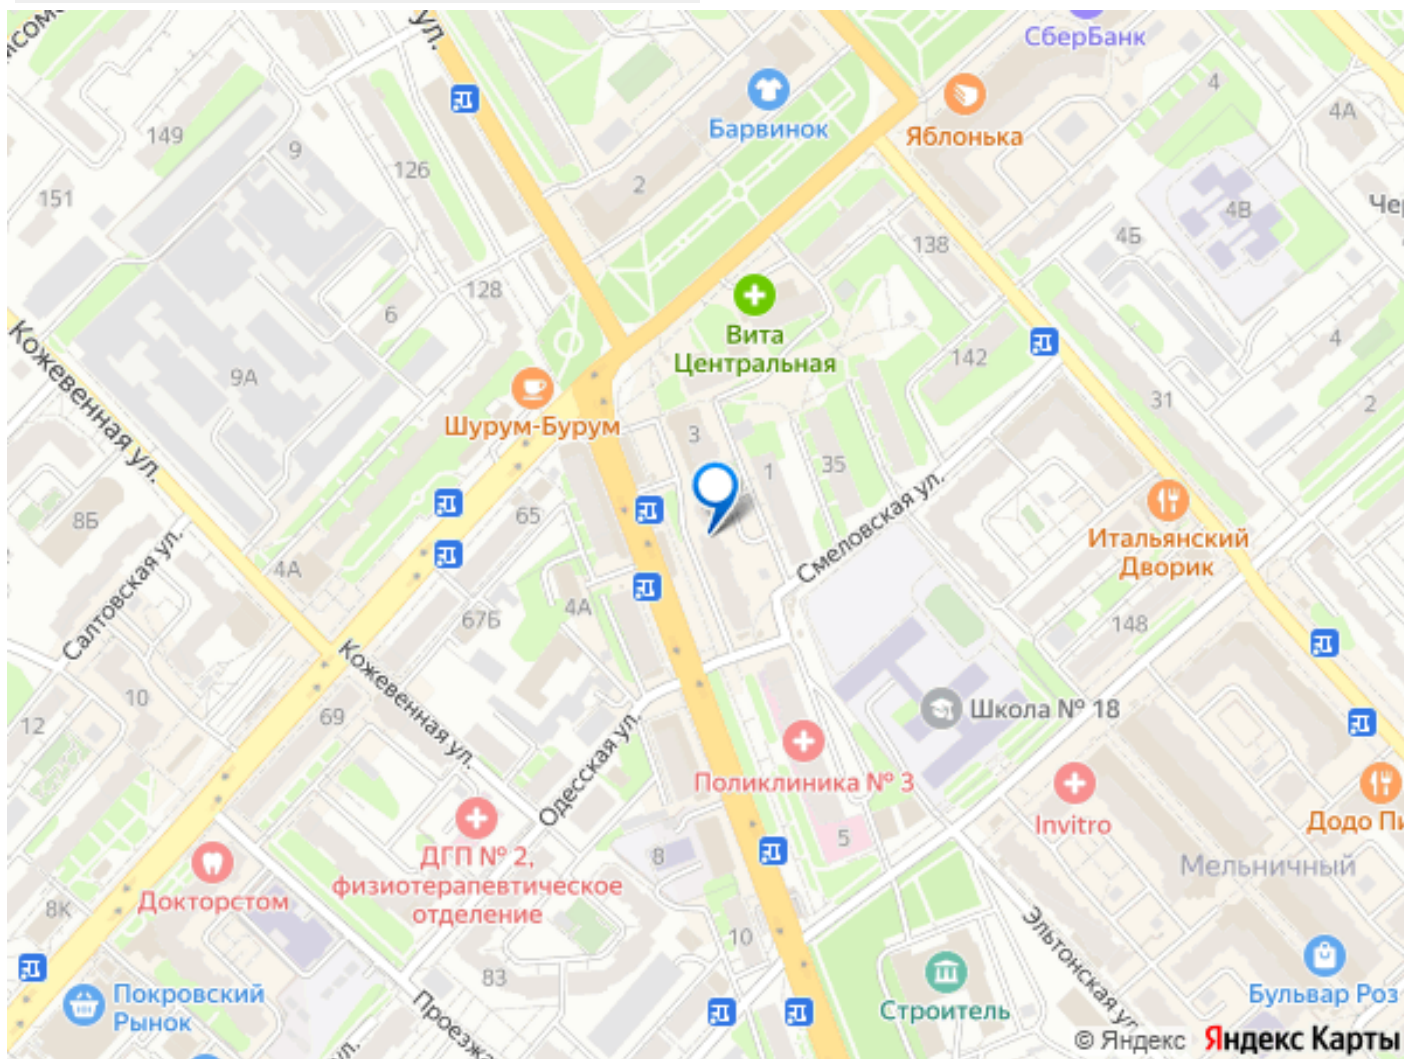 ул.
СберБанк
4
4А
Барвинок
Яблонька
149
9
126
2
151
4В
Че
4Б
138
128
6
Вита
Центральная
142
4
Кожевенная ул.
9А
31
2
Шурум-Бурум
3
1
35
8Б
65
Смеловская ул.
Итальянский
Дворик
Салтовская ул.
4А
4А
67Б
148
Кожевенная ул.
10
12
69
Школа № 18
Одесская ул.
Поликлиника № 3
Invitro
Додо Пи
5
ДГП № 2,
физиотерапевтическое
отделение
8
Мельничный
Докторстом
8К
10
Эльтонская ул.
83
Покровский
Рынок
Проезжа
ул.
Строитель
Бульвар Роз
© Яндекс Яндекс Карты